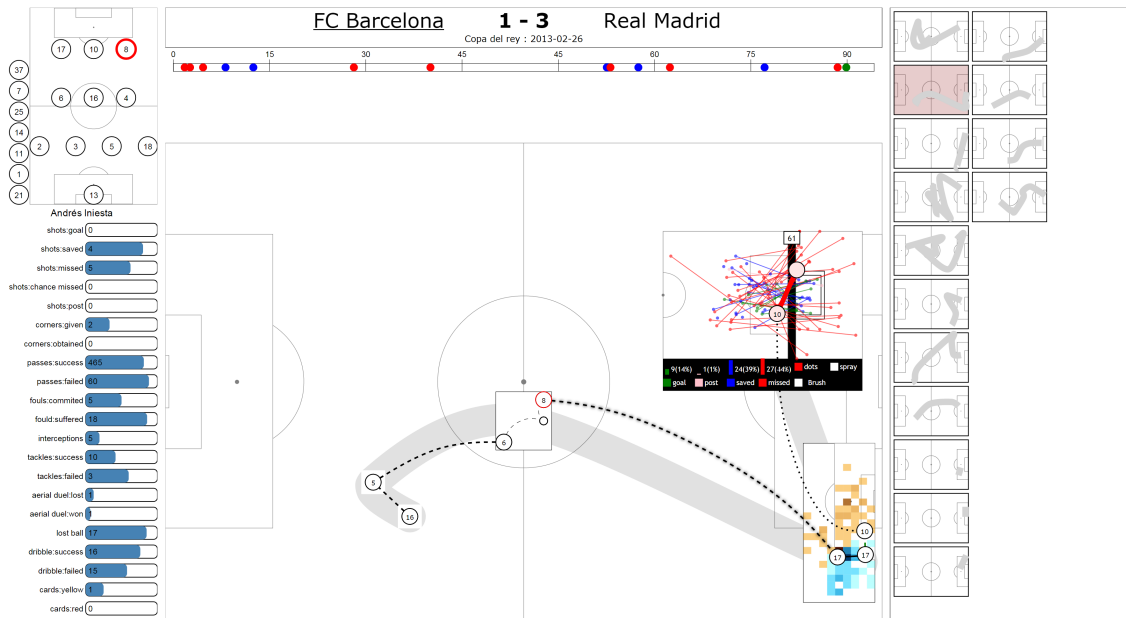 FC Barcelona 1 - 3 Real Madrid
Copa del rey : 2013-02-26
0 15 30 45 45 60 75 90
17 10 8
37
7
6 16 4
25
14
2 3 5 18
11
1
21
13
Andrés Iniesta
shots:goal 0
shots:saved 4
shots:missed 5
shots:chance missed 0
shots:post 0
corners:given 2
corners:obtained 0
passes:success 465
passes:failed 60
fouls:commited 5
fould:suffered 18
interceptions 5
tackles:success 10
tackles:failed 3
aerial duel:lost 1
aerial duel:won 1
lost ball 17
dribble:success 16
dribble:failed 15
cards:yellow 1
cards:red 0
61
10
9(14%) 1(1%) 24(39%) 27(44%) dots spray
goal post saved missed Brush
8
6
5
16
10
17 17